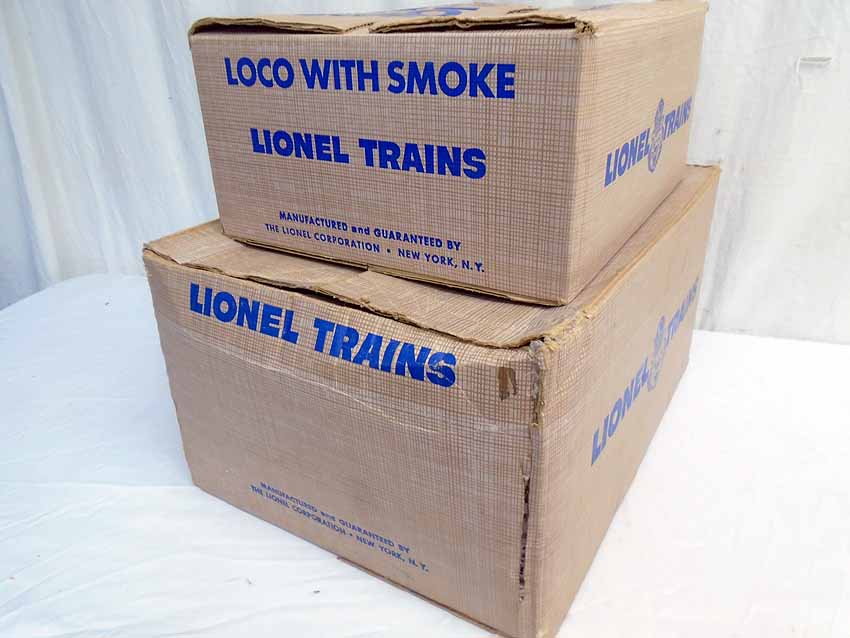 LOCO WITH SMOKE
LIONEL TRAINS
MANUFACTURED and GUARANTEED BY
THE LIONEL CORPORATION • NEW YORK, N.Y.
LIONEL TRAINS
LIONEL TRAINS
MANUFACTURED and GUARANTEED BY
THE LIONEL CORPORATION • NEW YORK, N.Y.
LIONEL TRAINS